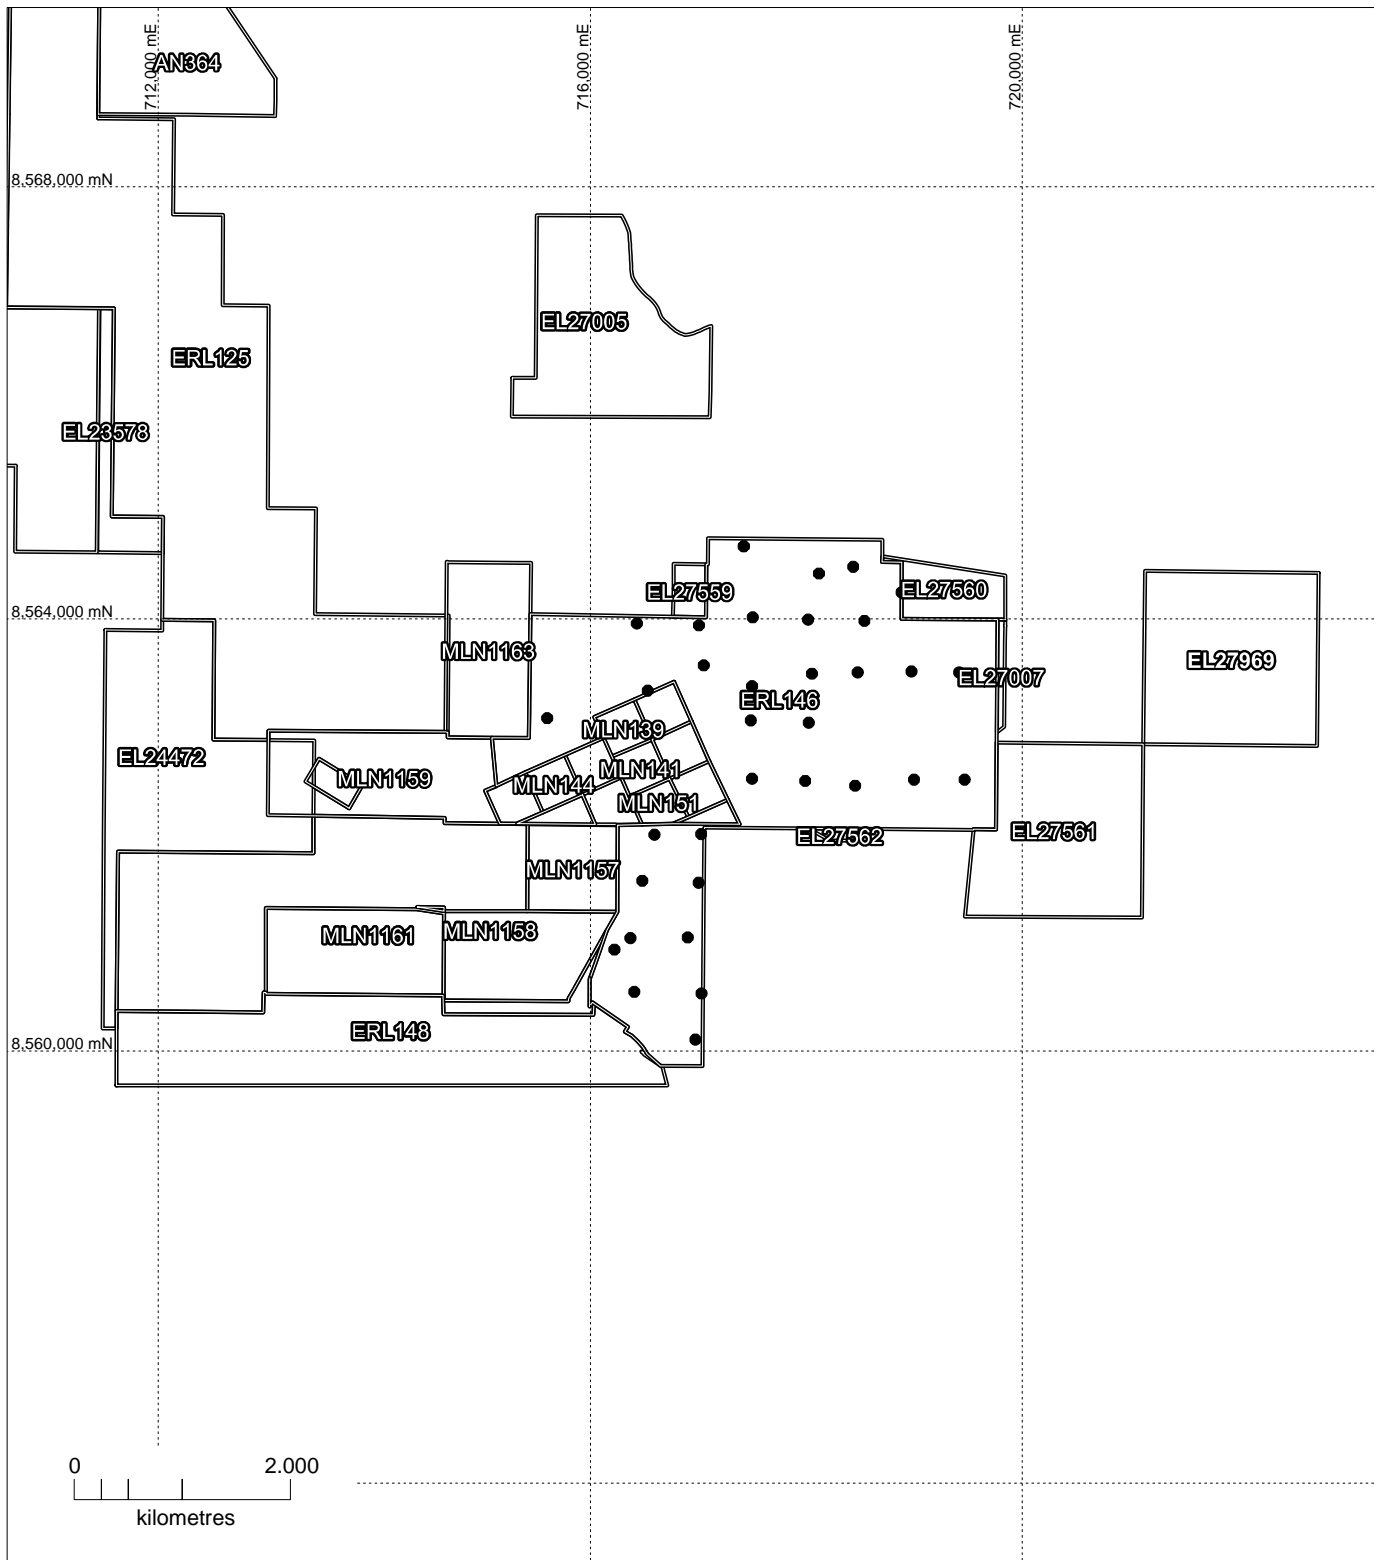 712,000 mE
716,000 mE
720,000 mE
AN364
8,568,000 mN
EL27005
ERL125
EL23578
EL27559
EL27560
8,564,000 mN
MLN1163
EL27969
EL27007
ERL146
MLN139
EL24472
MLN1159
MLN141
MLN144
MLN151
EL27561
EL27562
MLN1157
MLN1161
MLN1158
ERL148
8,560,000 mN
0 2.000
kilometres